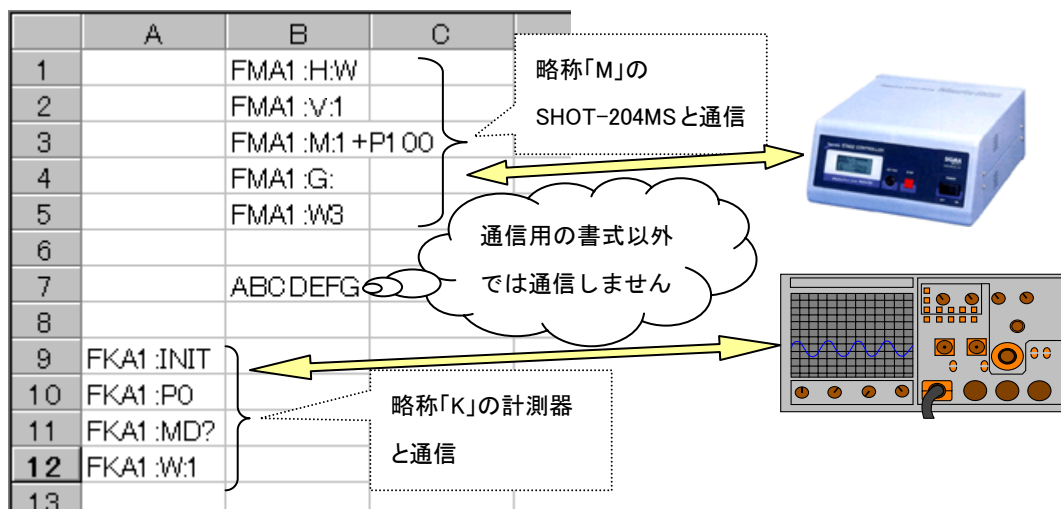 A B C
1 FMA1:H:W
2 FMA1:V:1
3 FMA1:M:1+P100
4 FMA1:G:
5 FMA1:W3
6
7 ABCDEFG
8
9 FKA1:INIT
10 FKA1:P0
11 FKA1:MD?
12 FKA1:W:1
13
略称「M」の
SHOT-204MSと通信
通信用の書式以外
では通信しません
略称「K」の計測器
と通信